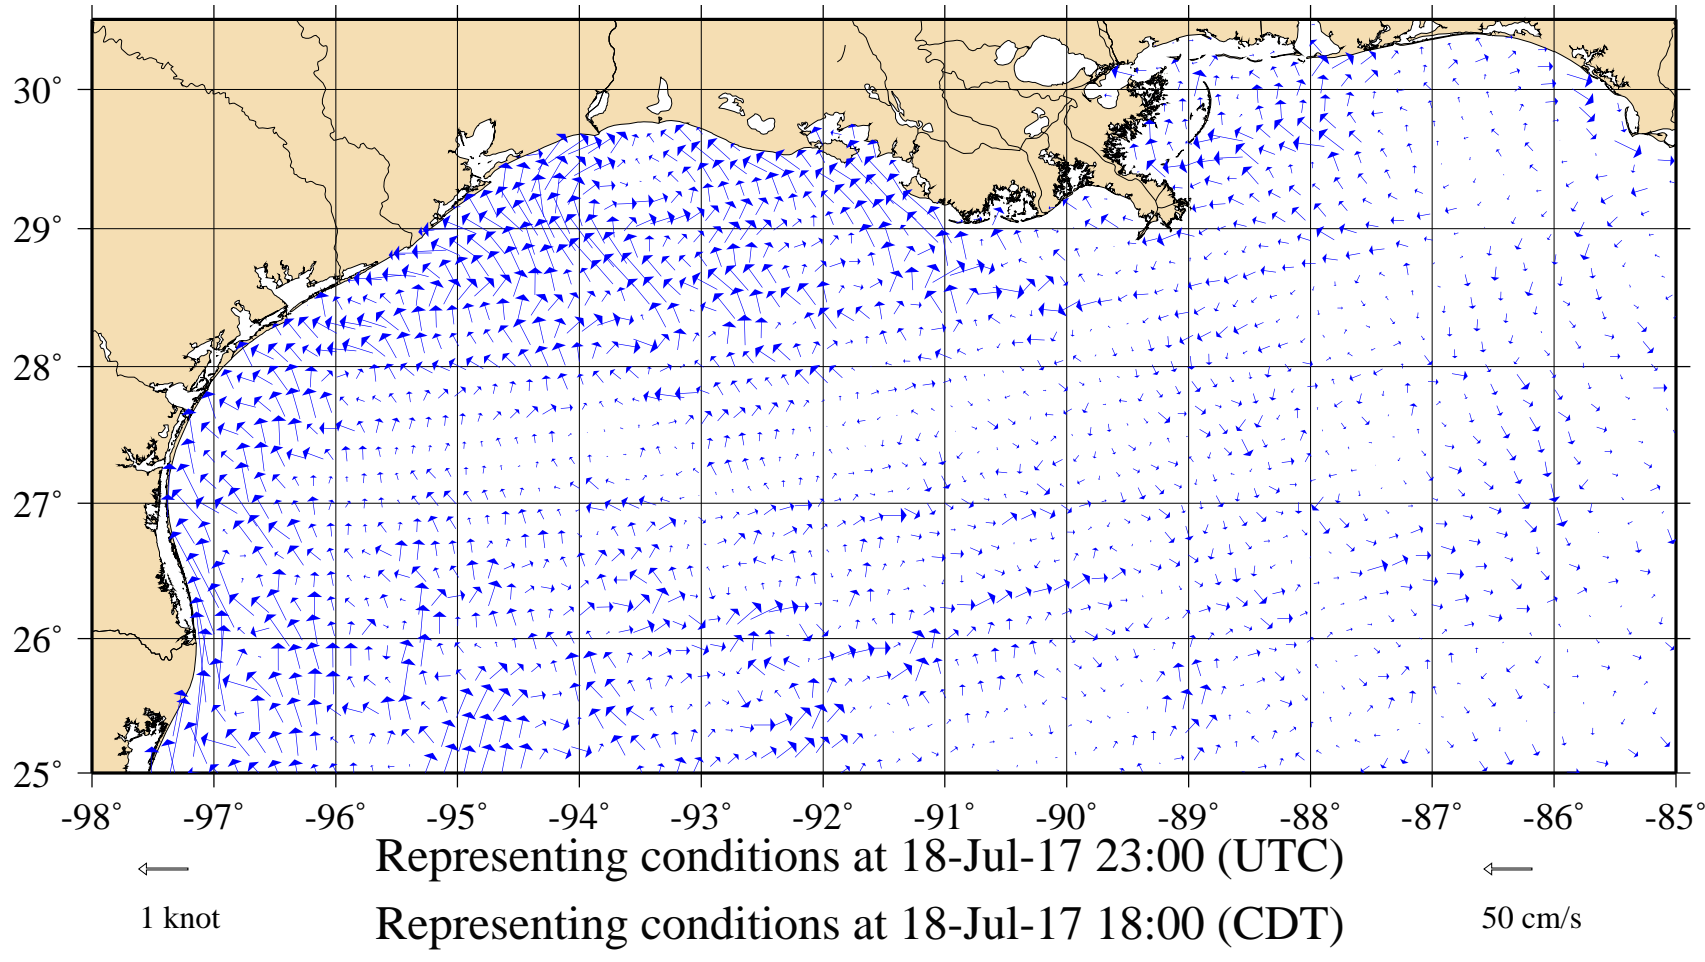 30°
29°
28°
27°
26°
25°
-98° -97° -96° -95° -94° -93° -92° -91° -90° -89° -88° -87° -86° -85°
Representing conditions at 18-Jul-17 23:00 (UTC)
1 knot
50 cm/s
Representing conditions at 18-Jul-17 18:00 (CDT)